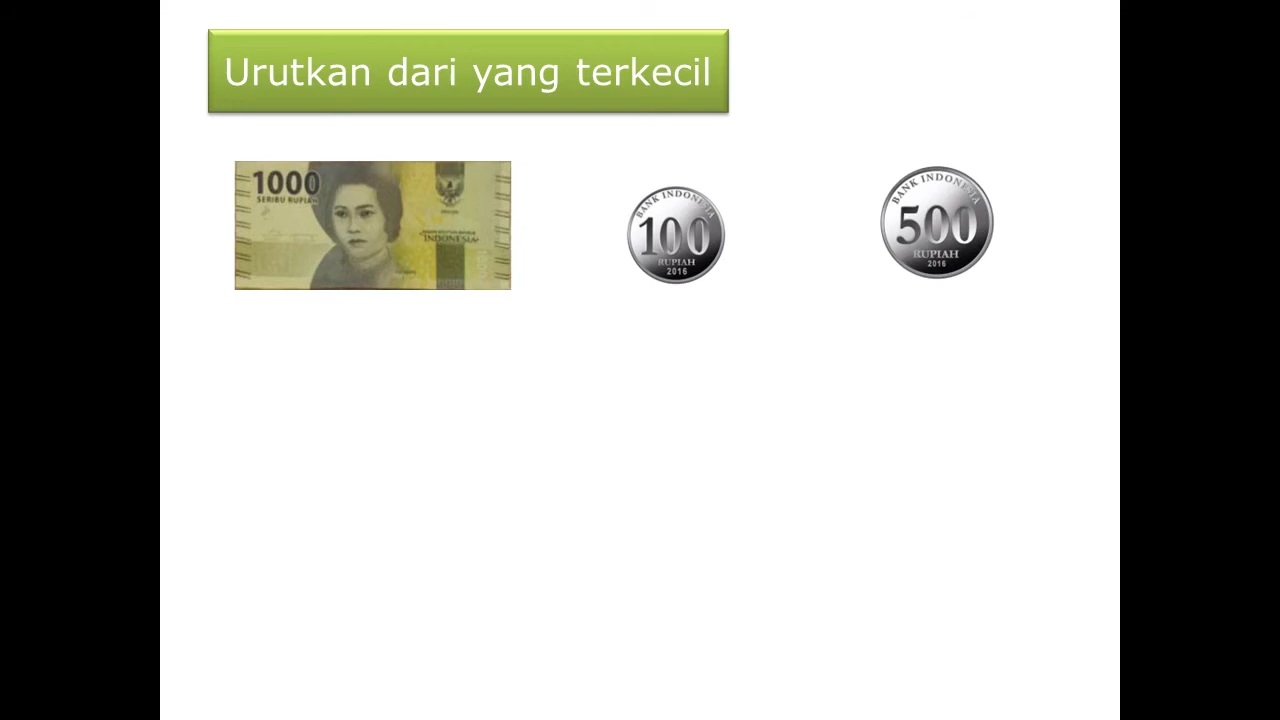 Urutkan dari yang terkecil
1000
SERIBU RUPIAH
INDONESIA
BANK INDONESIA
100
RUPIAH
2016
BANK INDONESIA
500
RUPIAH
2016